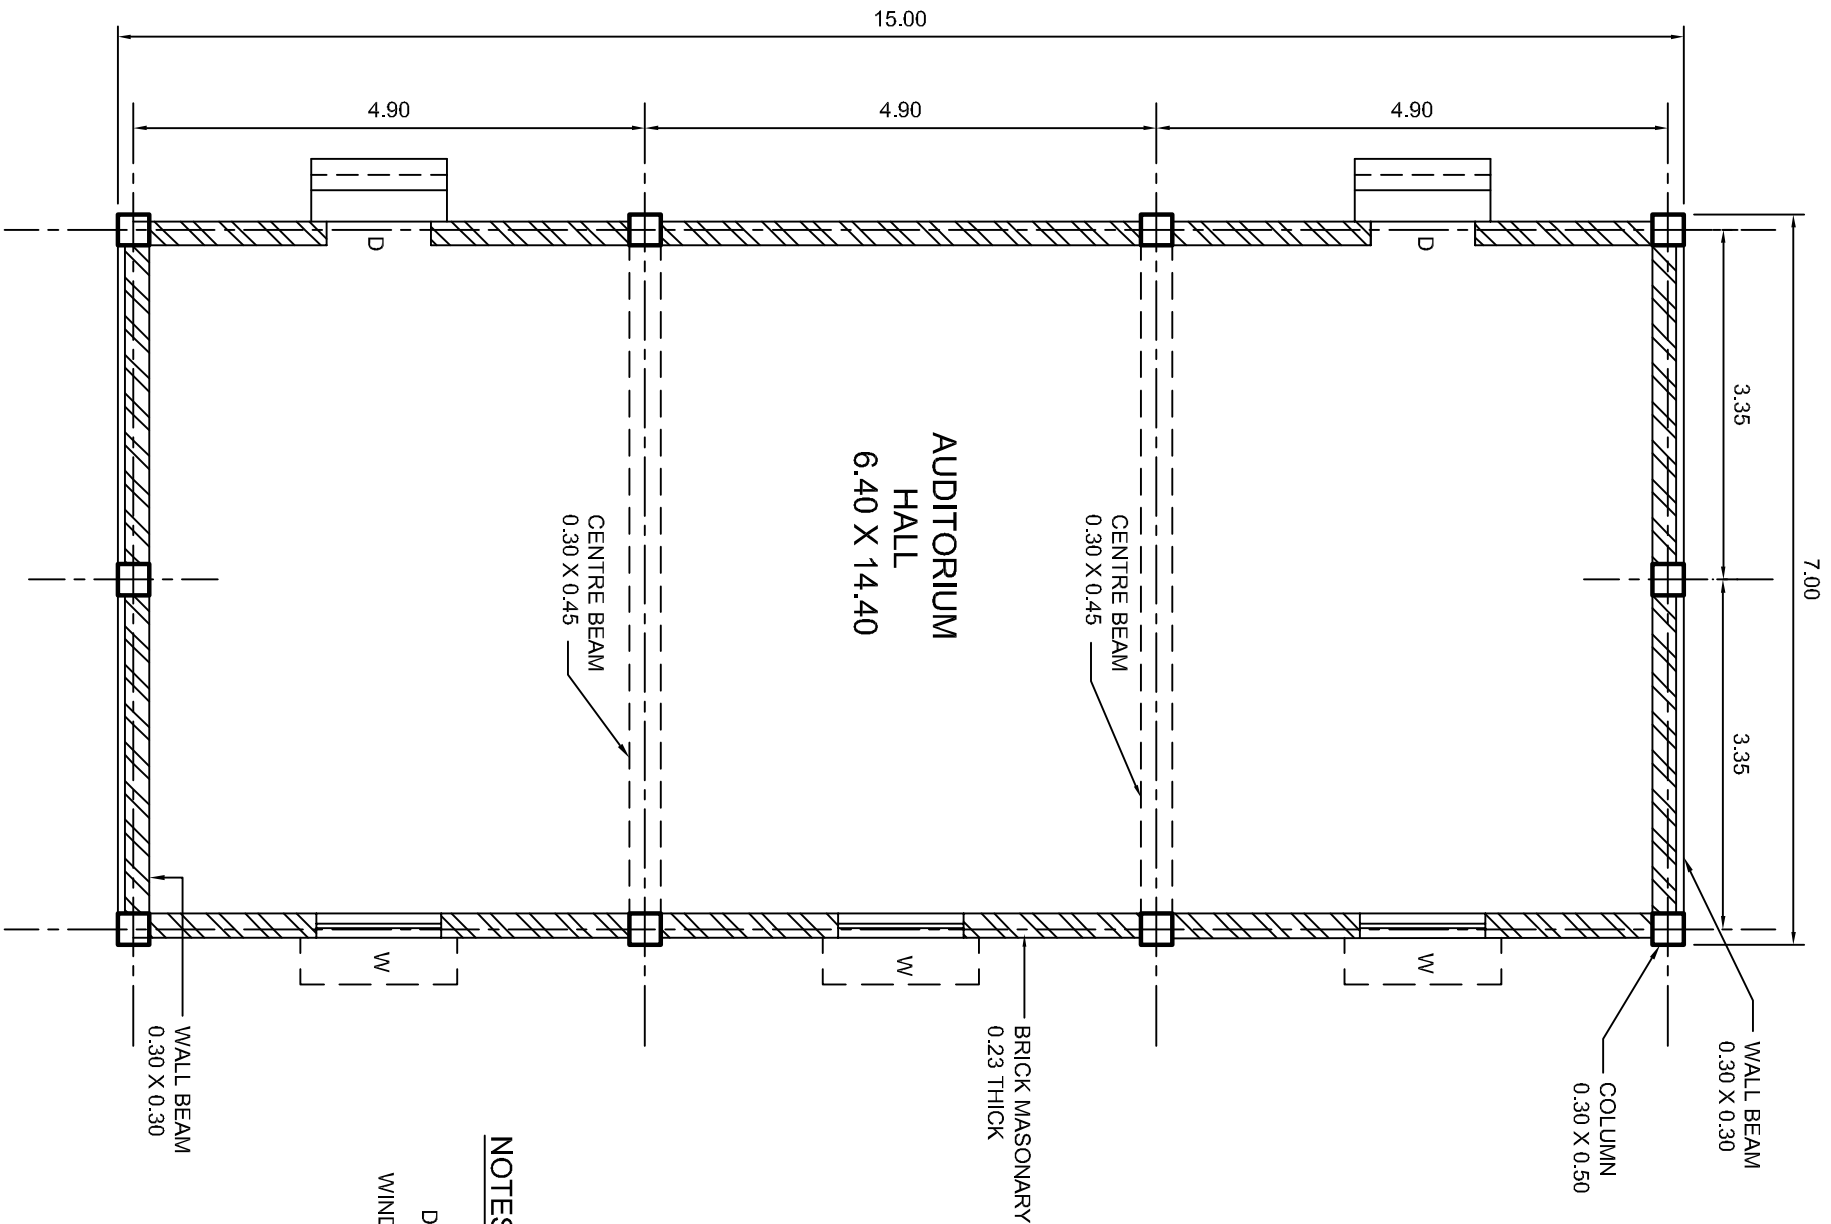 15.00
4.90
4.90
4.90
D
D
3.35
3.35
7.00
AUDITORIUM
HALL
6.40 X 14.40
CENTRE BEAM
0.30 X 0.45
CENTRE BEAM
0.30 X 0.45
W
W
W
WALL BEAM
0.30 X 0.30
COLUMN
0.30 X 0.50
BRICK MASONARY
0.23 THICK
WALL BEAM
0.30 X 0.30
NOTES